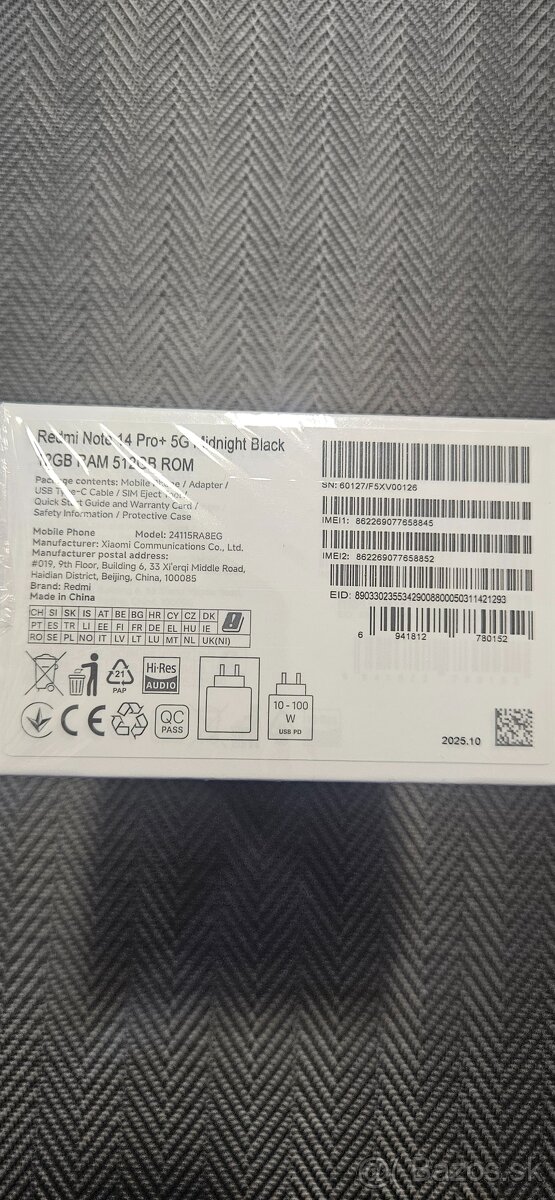 Redmi Note 14 Pro+ 5G Midnight Black
12GB RAM 512GB ROM
Package contents: Mobile Phone / Adapter /
USB Type-C Cable / SIM Eject Tool /
Quick Start Guide and Warranty Card /
Safety Information / Protective Case
Mobile Phone Model: 24115RA8EG
Manufacturer: Xiaomi Communications Co., Ltd.
Manufacturer postal address:
#019, 9th Floor, Building 6, 33 Xi'erqi Middle Road,
Haidian District, Beijing, China, 100085
Brand: Redmi
Made in China
CH SI SK IS AT BE BG HR CY CZ DK
PT ES TR LI EE FI FR DE EL HU IE
RO SE PL NO IT LV LT LU MT NL UK(NI)
21
PAP
Hi-Res
AUDIO
CE
QC
PASS
10 - 100
W
USB PD
SN: 60127/F5XV00126
IMEI1: 862269077658845
IMEI2: 862269077658852
EID: 89033023553429008800050311421293
6 941812 780152
2025.10
Bazos.sk